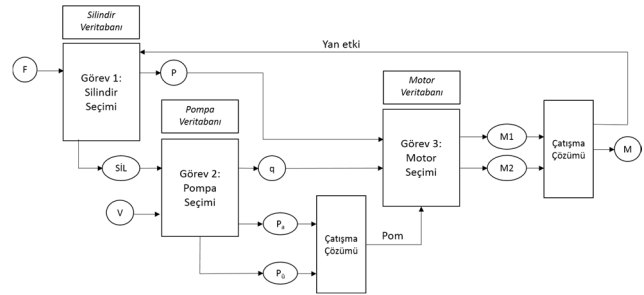 Silindir
Veritabanı
Yan etki
F
Görev 1:
Silindir
Seçimi
P
Motor
Veritabanı
Pompa
Veritabanı
Görev 3:
Motor
Seçimi
M1
M2
Çatışma
Çözümü
M
SİL
Görev 2:
Pompa
Seçimi
q
V
Pa
Çatışma
Çözümü
Pom
Pü